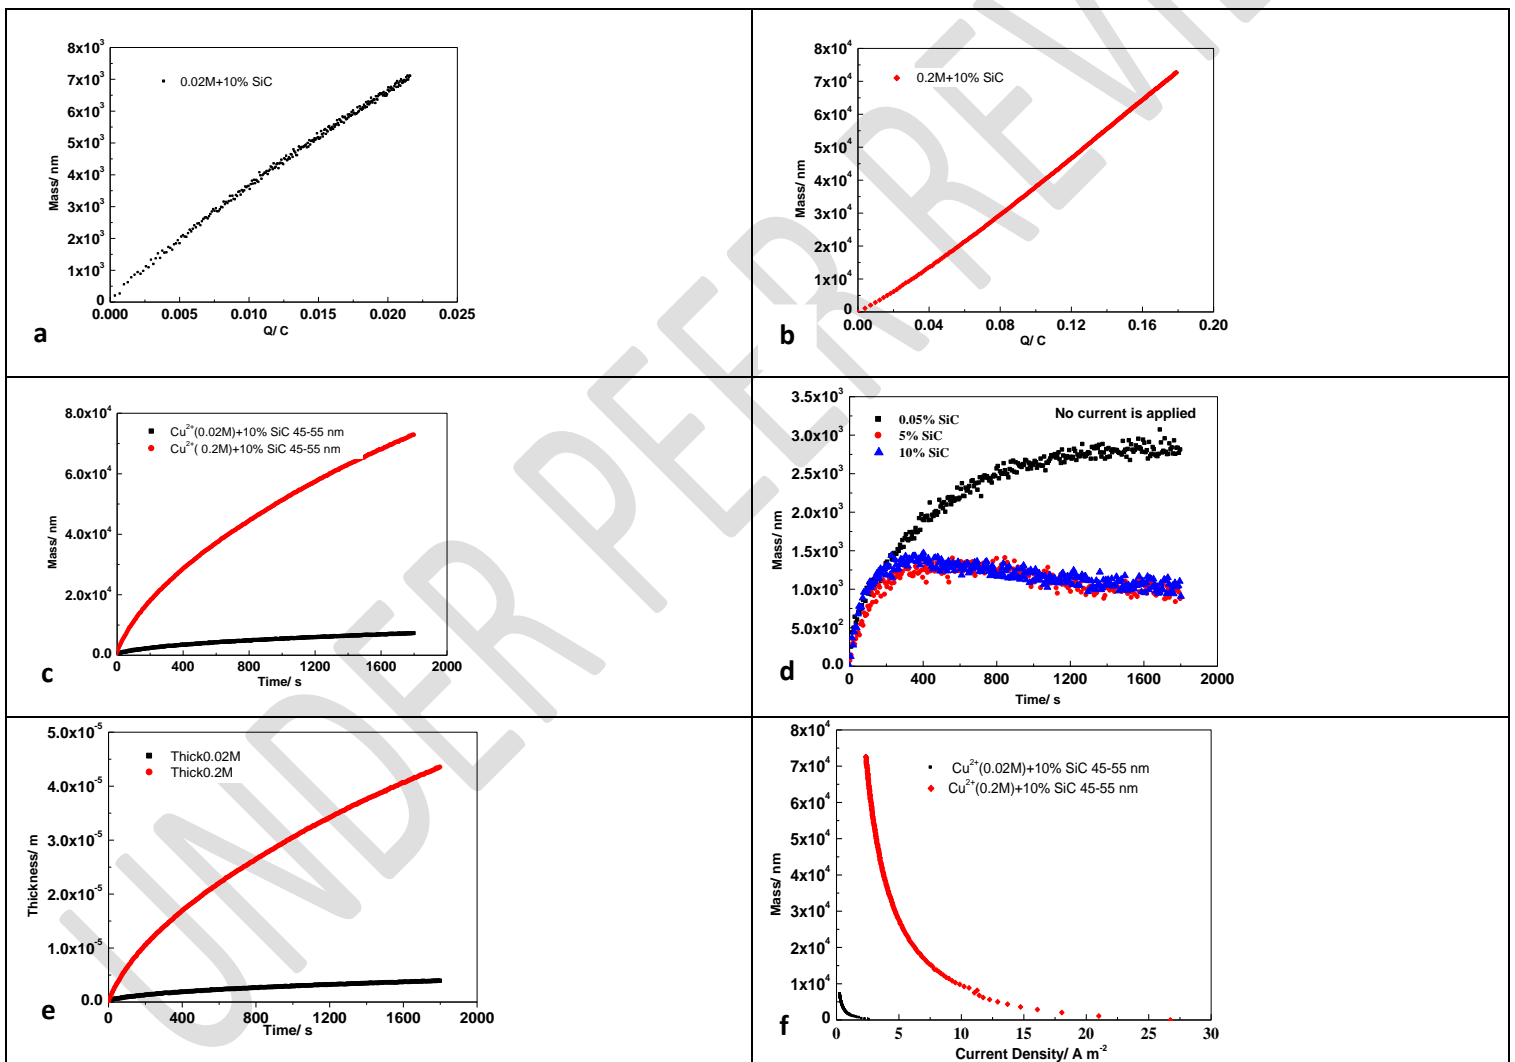 8x10³
7x10³
6x10³
5x10³
4x10³
3x10³
2x10³
1x10³
0
0.02M+10% SiC
Mass/ nm
0.000 0.005 0.010 0.015 0.020 0.025
Q/ C
a
8x10⁴
7x10⁴
6x10⁴
5x10⁴
4x10⁴
3x10⁴
2x10⁴
1x10⁴
0
0.2M+10% SiC
Mass/ nm
0.00 0.04 0.08 0.12 0.16 0.20
Q/ C
b
8.0x10⁴
6.0x10⁴
4.0x10⁴
2.0x10⁴
0.0
Cu²⁺(0.02M)+10% SiC 45-55 nm
Cu²⁺( 0.2M)+10% SiC 45-55 nm
Mass/ nm
0 400 800 1200 1600 2000
Time/ s
c
3.5x10³
3.0x10³
2.5x10³
2.0x10³
1.5x10³
1.0x10³
5.0x10²
0.0
No current is applied
0.05% SiC
5% SiC
10% SiC
Mass/ nm
0 400 800 1200 1600 2000
Time/ s
d
5.0x10⁻⁵
4.0x10⁻⁵
3.0x10⁻⁵
2.0x10⁻⁵
1.0x10⁻⁵
0.0
Thick0.02M
Thick0.2M
Thickness/ m
0 400 800 1200 1600 2000
Time/ s
e
8x10⁴
7x10⁴
6x10⁴
5x10⁴
4x10⁴
3x10⁴
2x10⁴
1x10⁴
0
Cu²⁺(0.02M)+10% SiC 45-55 nm
Cu²⁺(0.2M)+10% SiC 45-55 nm
Mass/ nm
0 5 10 15 20 25 30
Current Density/ A m⁻²
f
UNDER PEER REVIE